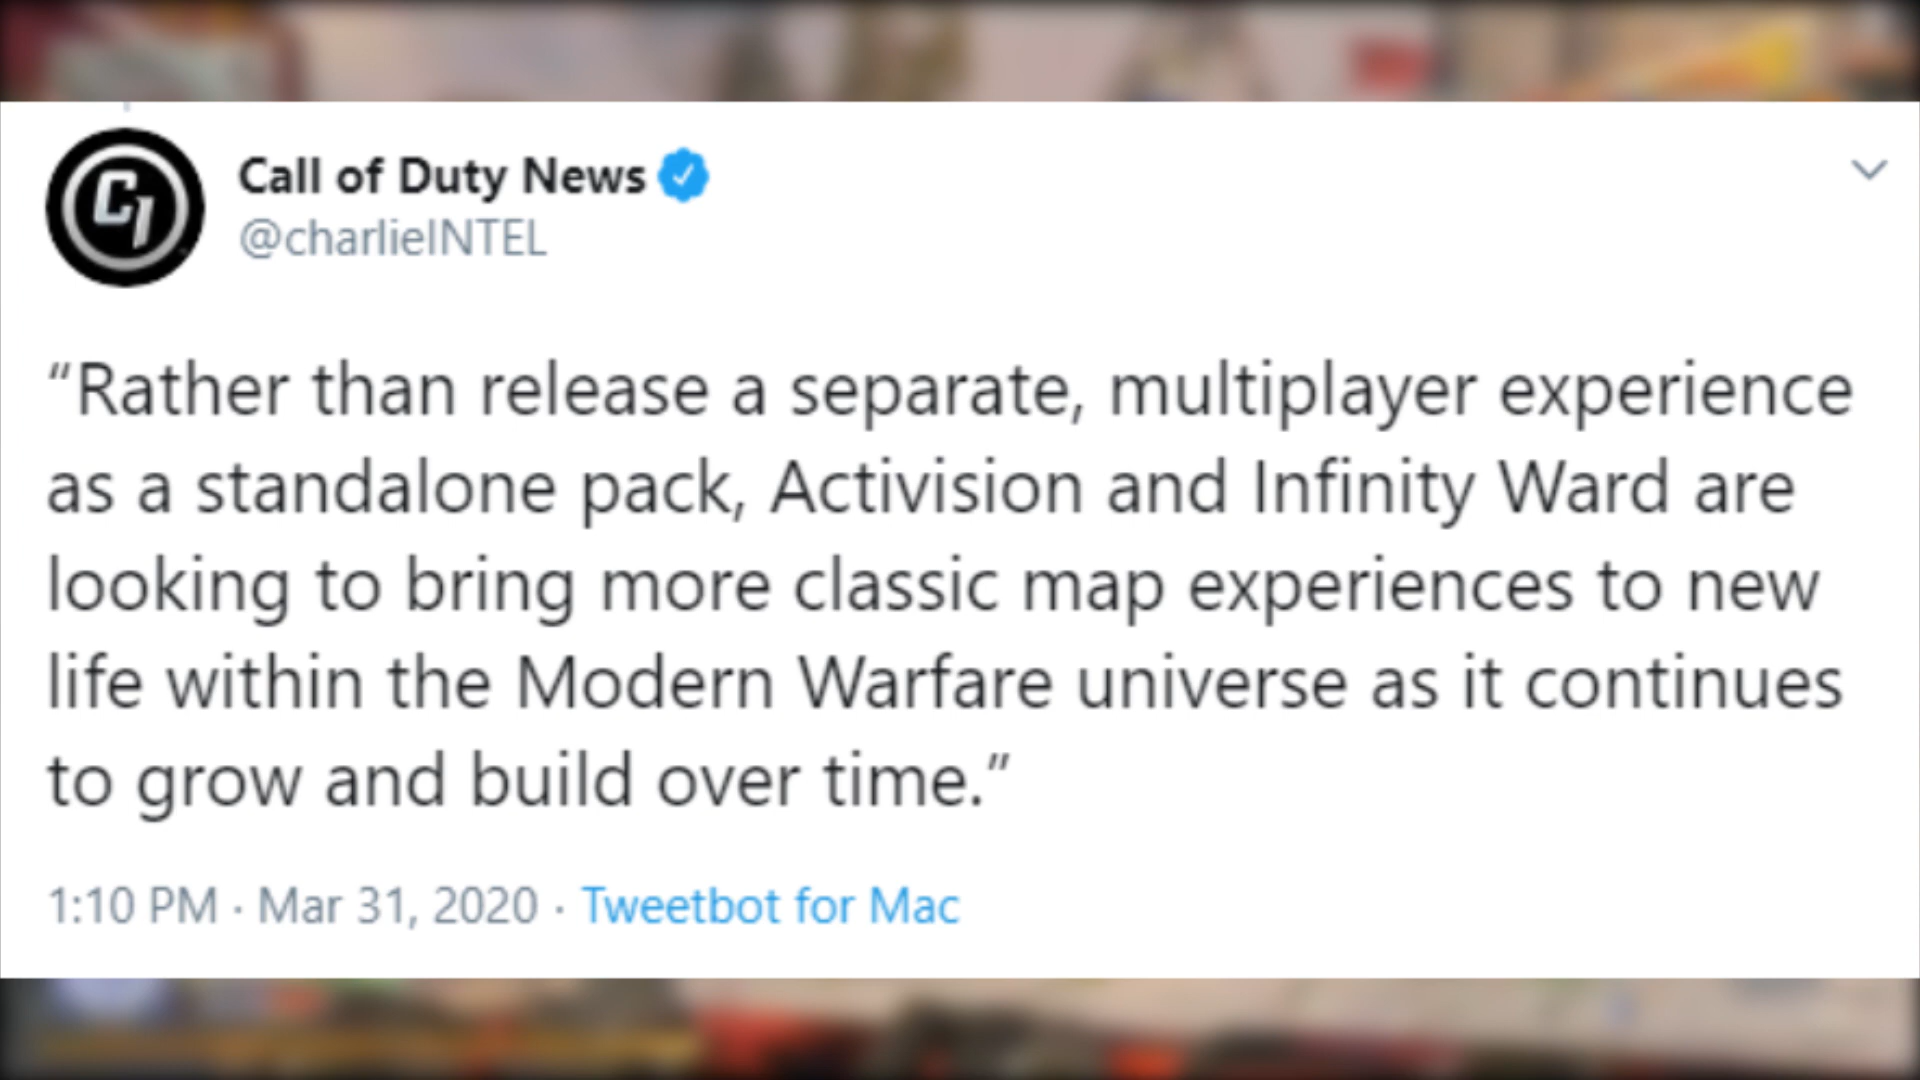 CI
Call of Duty News
@charlieINTEL
“Rather than release a separate, multiplayer experience
as a standalone pack, Activision and Infinity Ward are
looking to bring more classic map experiences to new
life within the Modern Warfare universe as it continues
to grow and build over time.”
1:10 PM · Mar 31, 2020 · Tweetbot for Mac